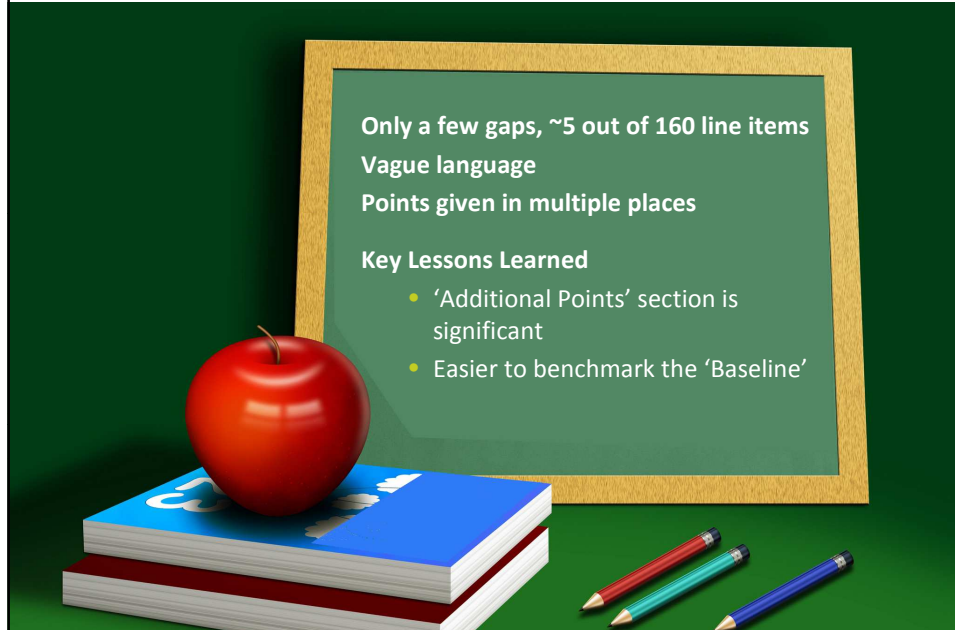 Only a few gaps, ~5 out of 160 line items
Vague language
Points given in multiple places
Key Lessons Learned
• ‘Additional Points’ section is
significant
• Easier to benchmark the ‘Baseline’